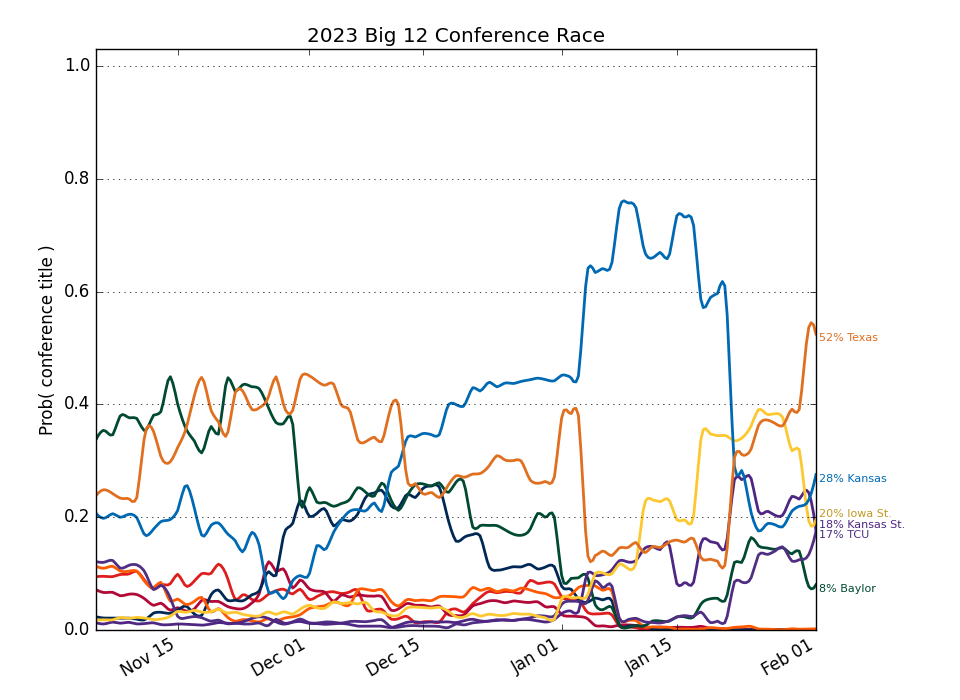 2023 Big 12 Conference Race
Prob( conference title )
1.0
0.8
0.6
0.4
0.2
0.0
52% Texas
28% Kansas
20% Iowa St.
18% Kansas St.
17% TCU
8% Baylor
Nov 15
Dec 01
Dec 15
Jan 01
Jan 15
Feb 01